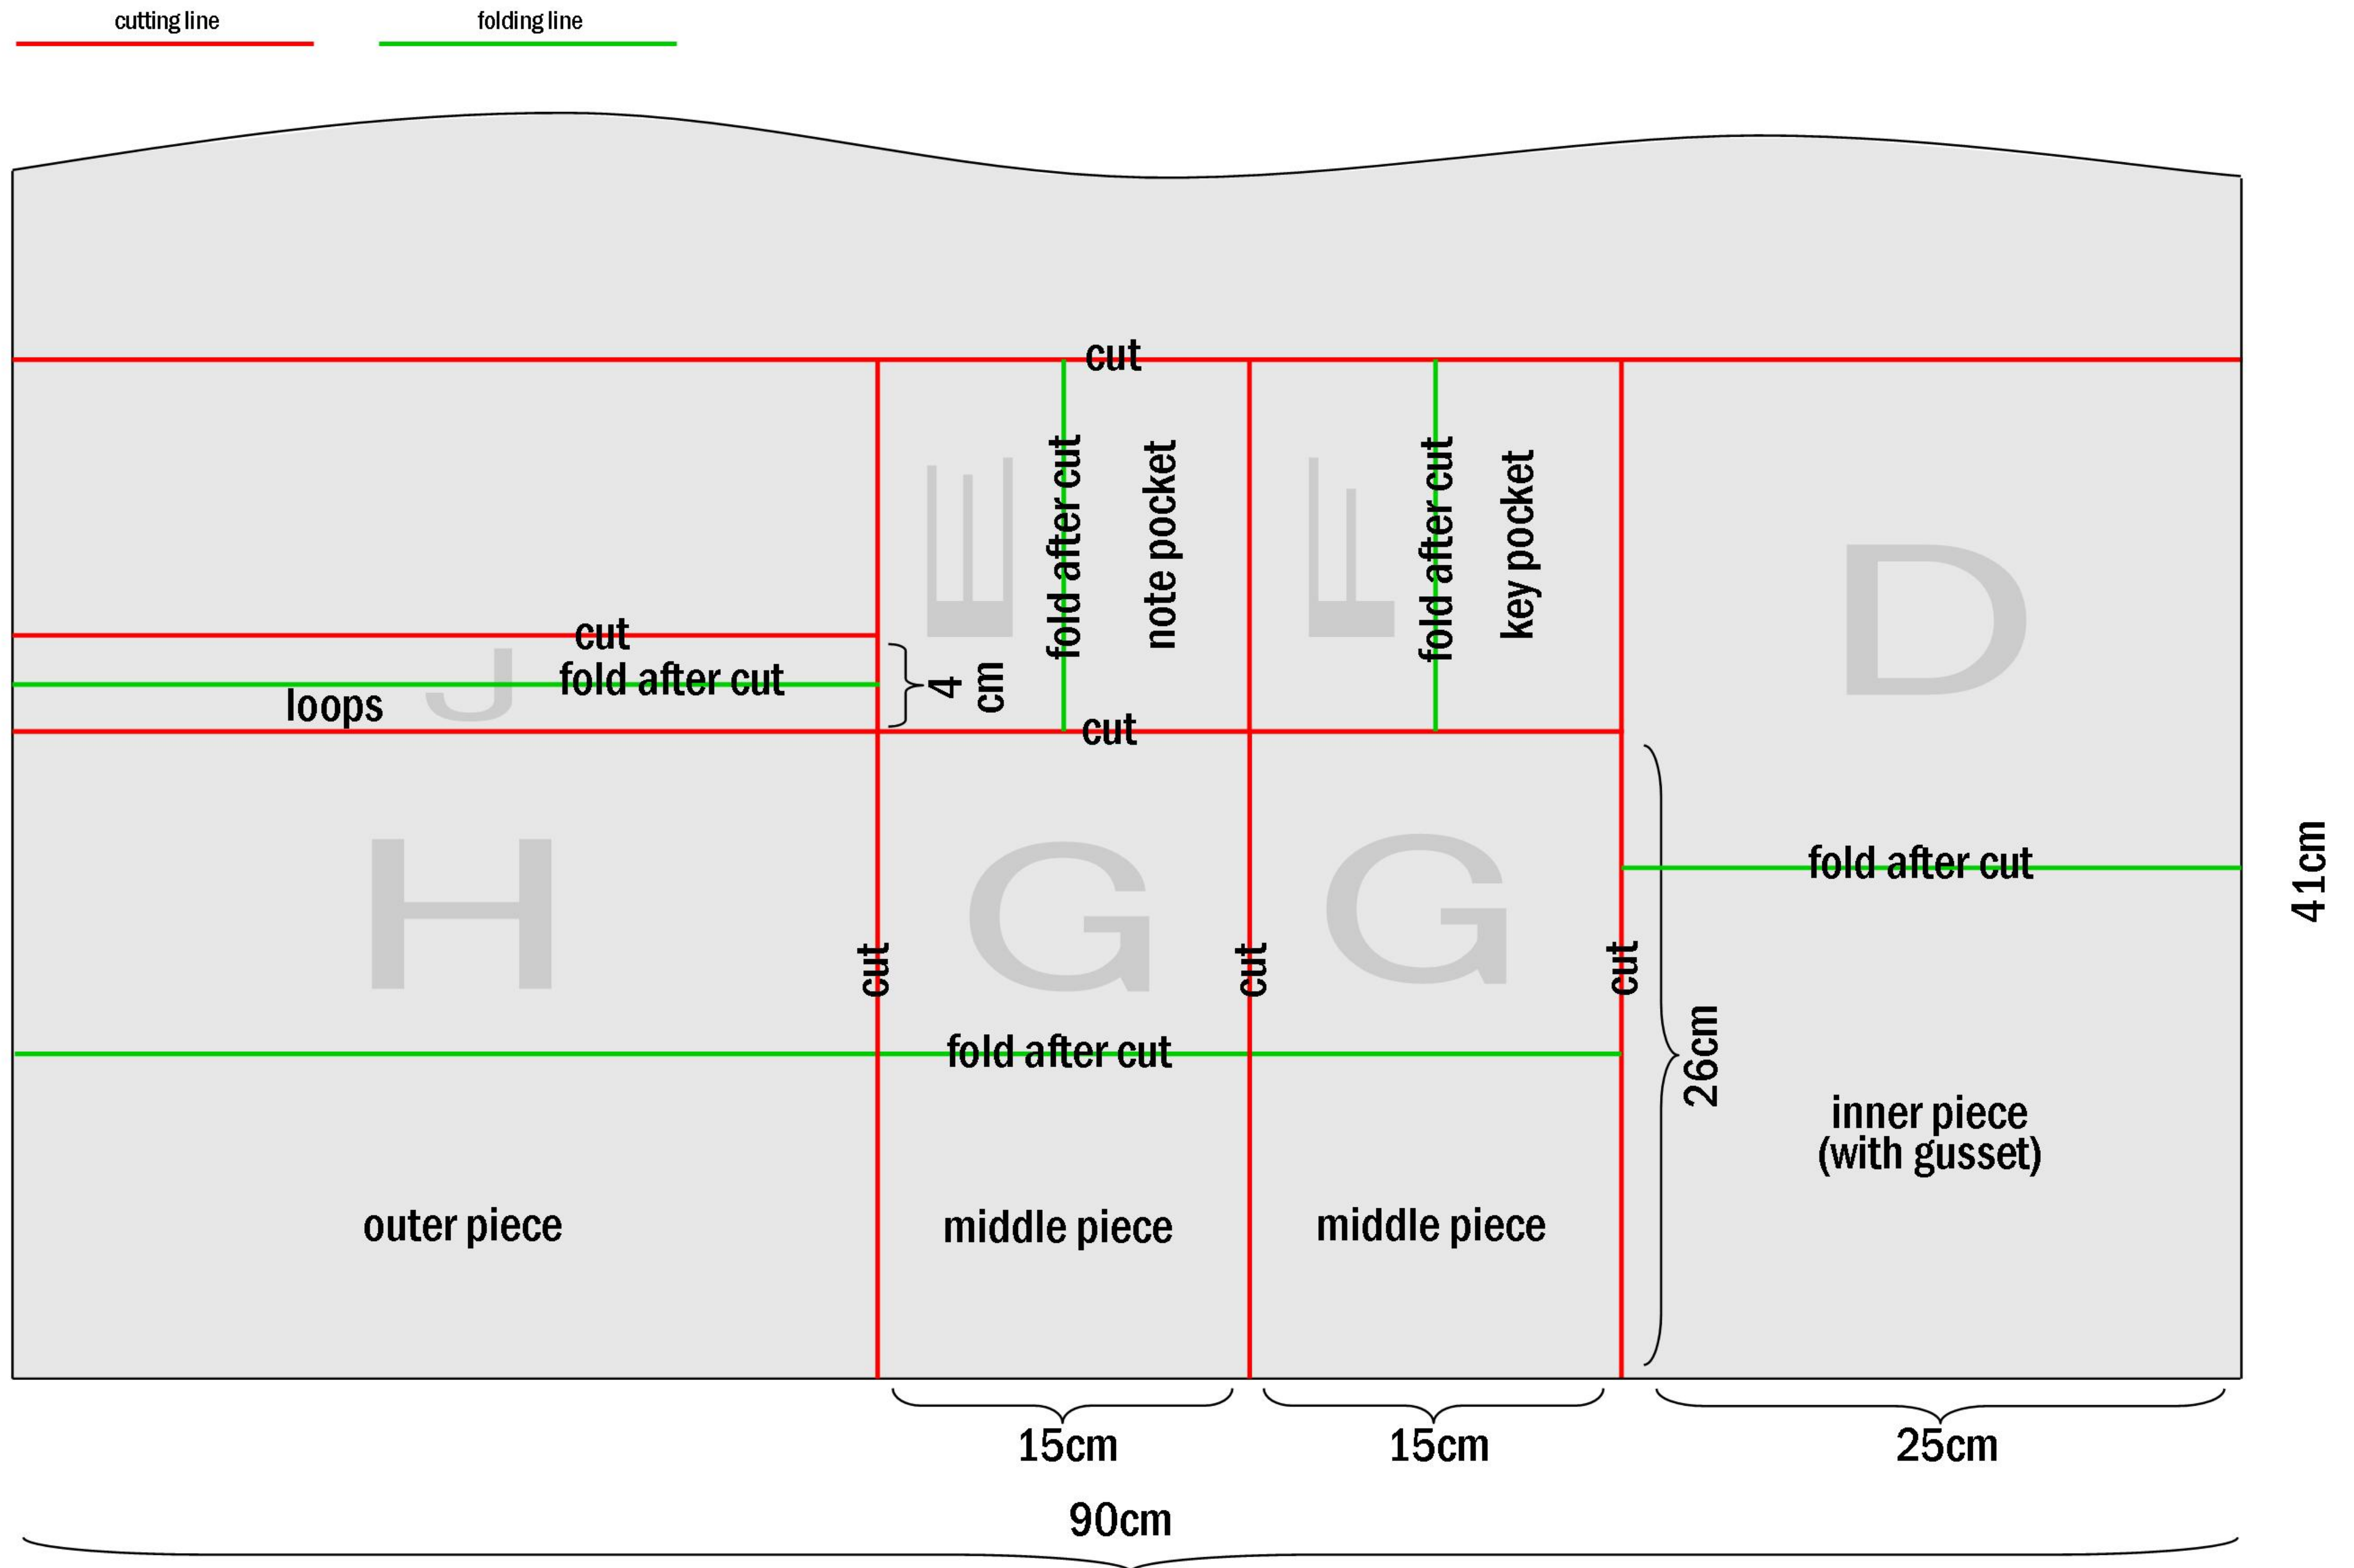 cutting line
folding line
cut
E
fold after cut
note pocket
F
fold after cut
key pocket
D
cut
J
fold after cut
loops
4
cm
cut
H
G
G
fold after cut
41cm
cut
cut
cut
fold after cut
26cm
inner piece
(with gusset)
outer piece
middle piece
middle piece
15cm
15cm
25cm
90cm